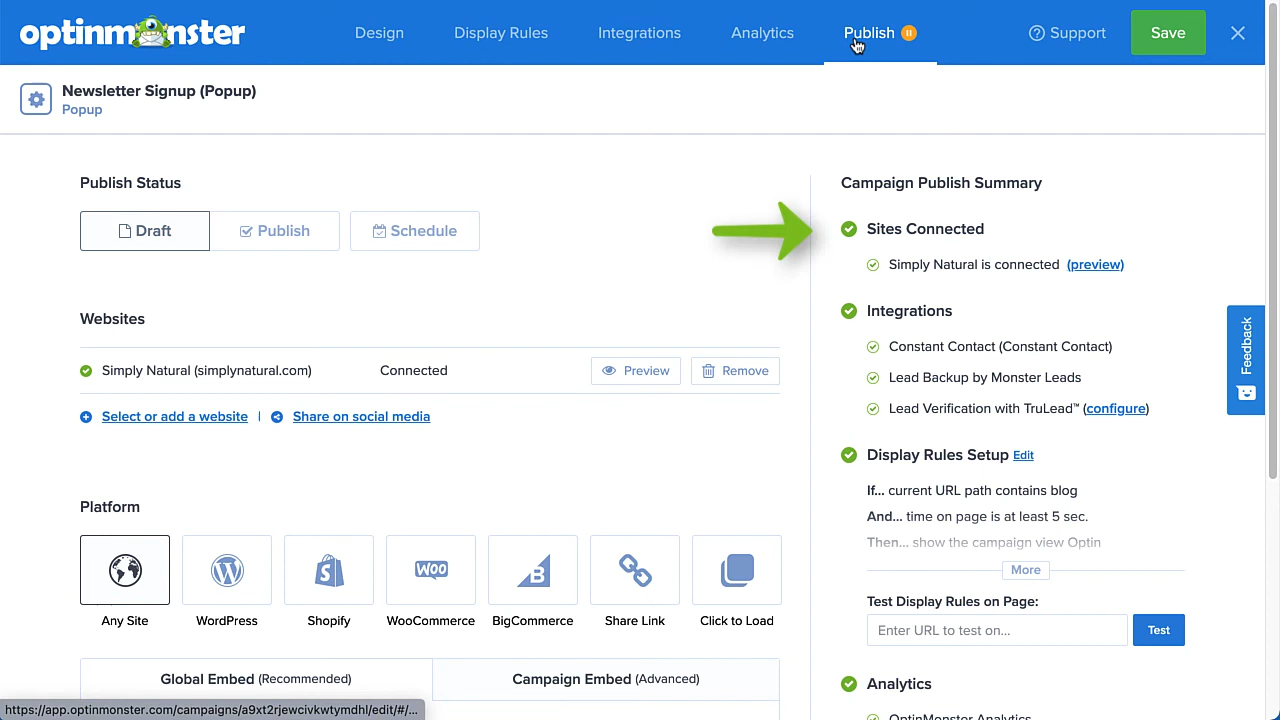 optinmonster
Design
Display Rules
Integrations
Analytics
Publish
Support
Save
Newsletter Signup (Popup)
Popup
Publish Status
Draft
Publish
Schedule
Websites
Simply Natural (simplynatural.com)
Connected
Preview
Remove
Select or add a website | Share on social media
Platform
Any Site
WordPress
Shopify
WOO
WooCommerce
BigCommerce
Share Link
Click to Load
Global Embed (Recommended)
Campaign Embed (Advanced)
https://app.optinmonster.com/campaigns/a9xt2rjewcivkwtymdhl/edit/#/...
Campaign Publish Summary
Sites Connected
Simply Natural is connected (preview)
Integrations
Constant Contact (Constant Contact)
Lead Backup by Monster Leads
Lead Verification with TruLead™ (configure)
Display Rules Setup Edit
If... current URL path contains blog
And... time on page is at least 5 sec.
Then... show the campaign view Optin
More
Test Display Rules on Page:
Enter URL to test on...
Test
Analytics
OptinMonster Analytics
Feedback